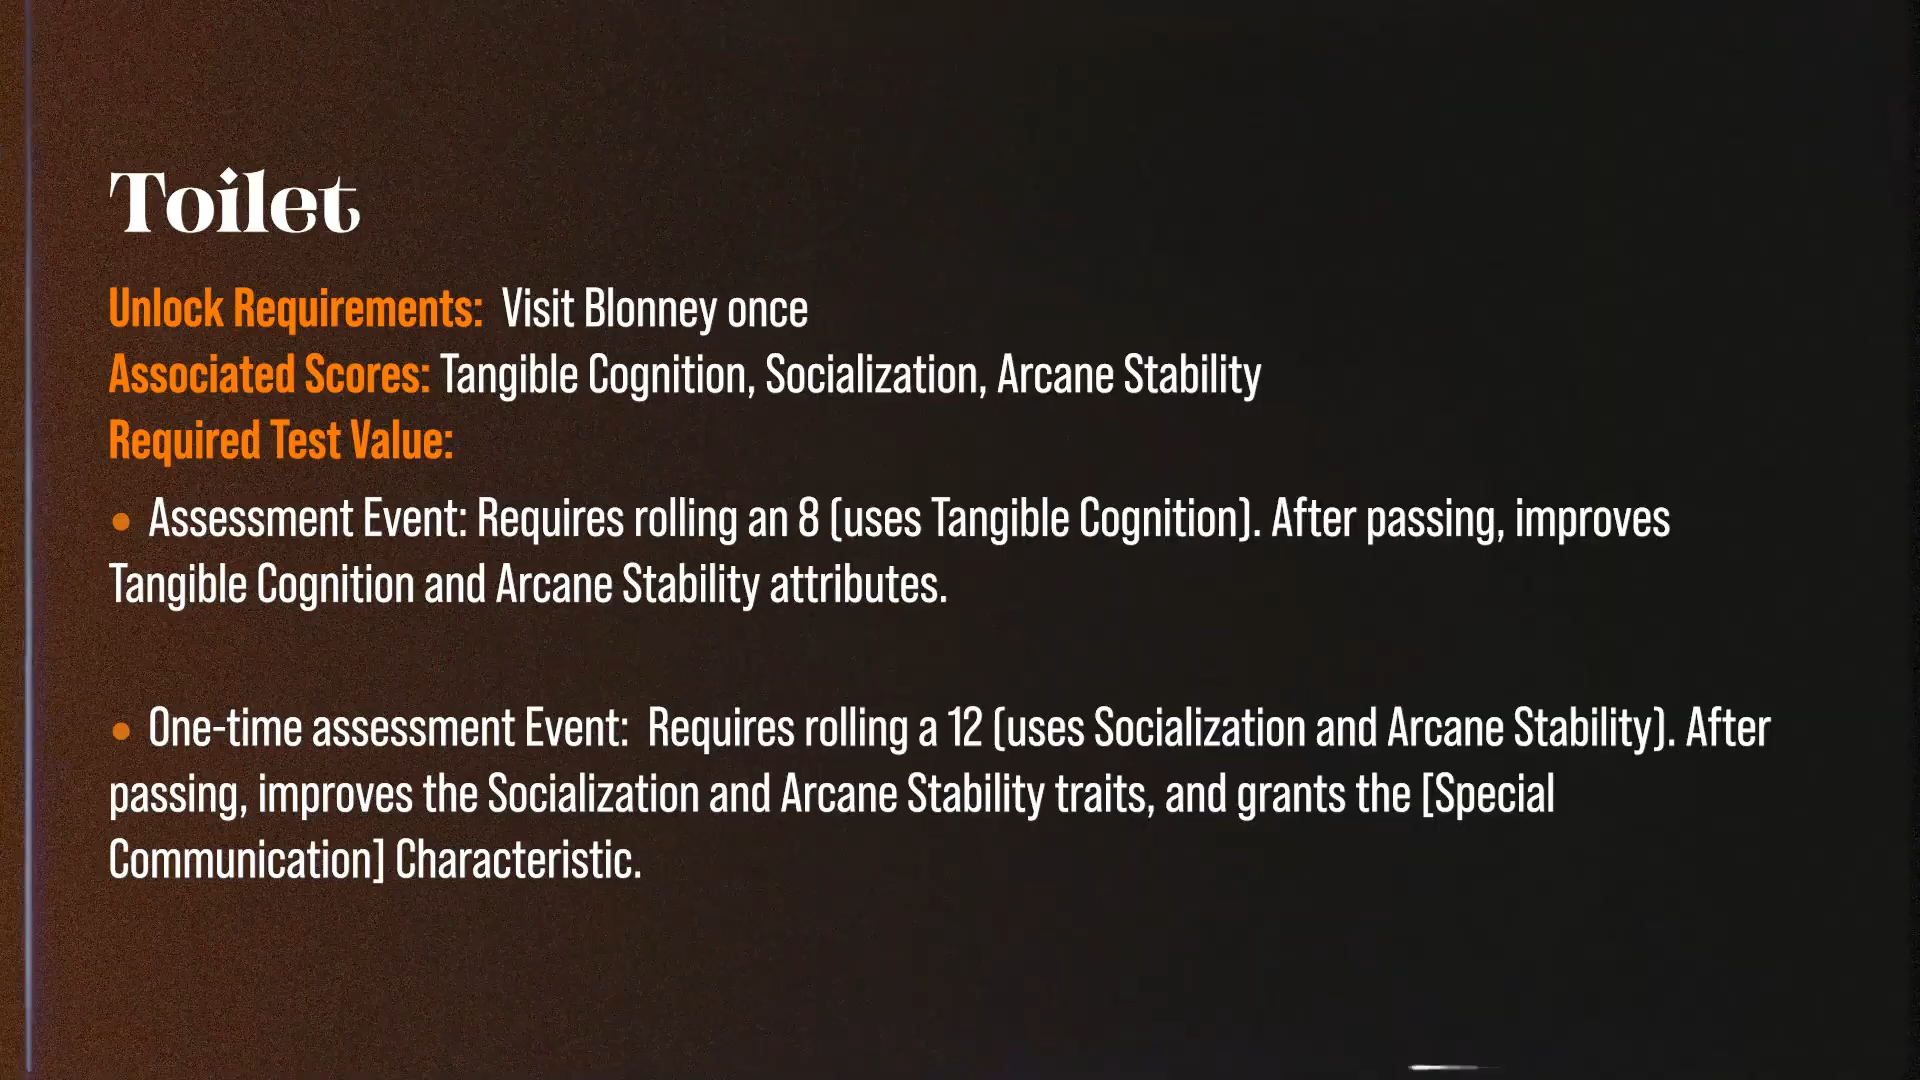 Toilet
Unlock Requirements:  Visit Blonney once
Associated Scores: Tangible Cognition, Socialization, Arcane Stability
Required Test Value:
• Assessment Event: Requires rolling an 8 (uses Tangible Cognition). After passing, improves
Tangible Cognition and Arcane Stability attributes.
• One-time assessment Event:  Requires rolling a 12 (uses Socialization and Arcane Stability). After
passing, improves the Socialization and Arcane Stability traits, and grants the [Special
Communication] Characteristic.